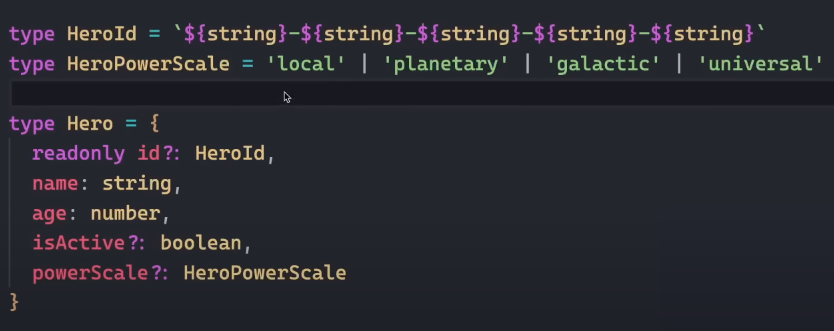 type HeroId = `${string}-${string}-${string}-${string}-${string}`
type HeroPowerScale = 'local' | 'planetary' | 'galactic' | 'universal'
type Hero = {
readonly id?: HeroId,
name: string,
age: number,
isActive?: boolean,
powerScale?: HeroPowerScale
}